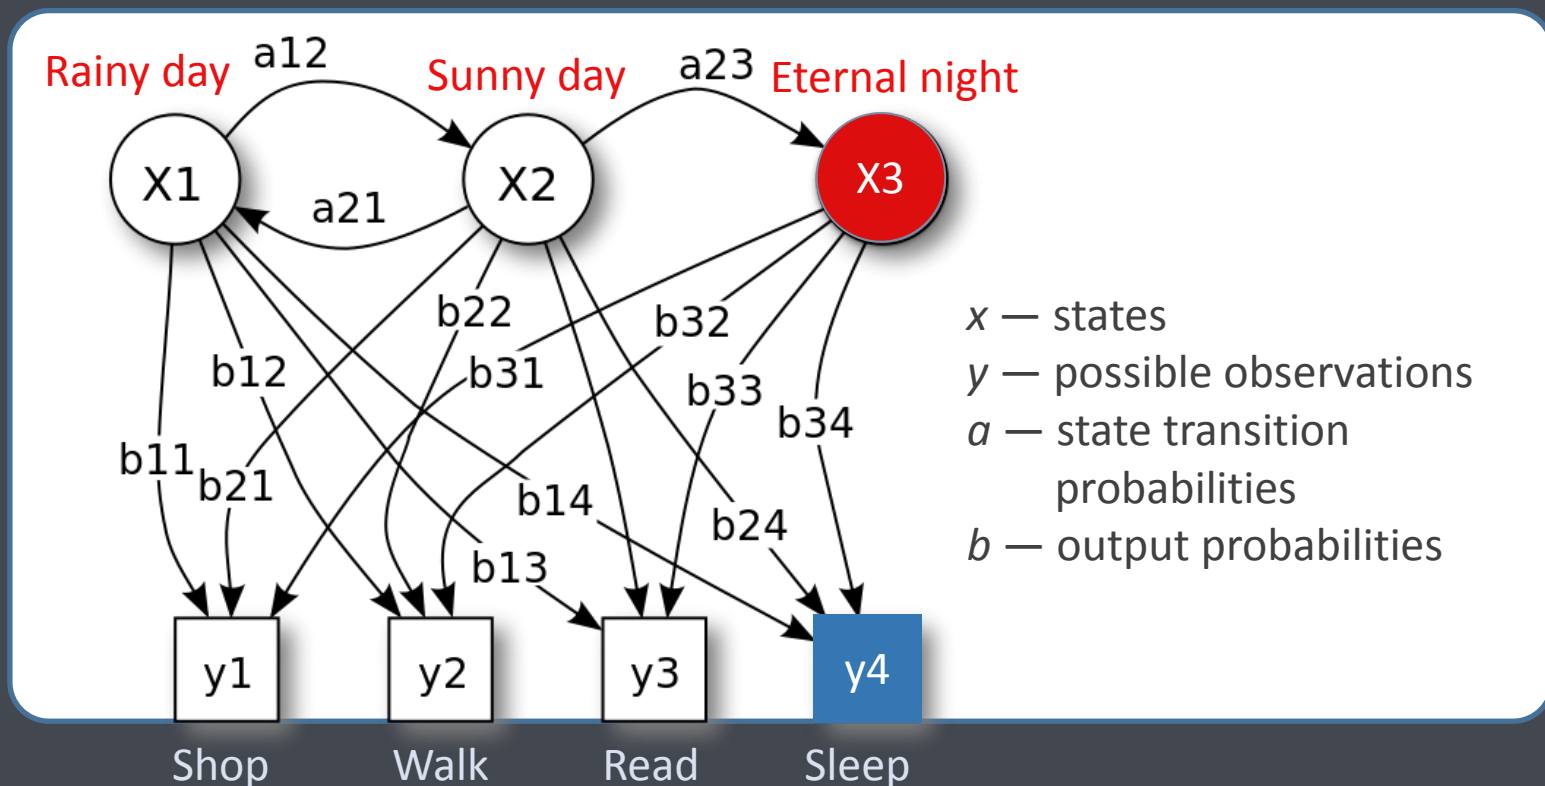 a12
Rainy day
Sunny day
a23
Eternal night
X1
X2
X3
a21
b22
b32
b12
b31
b33
b34
b11
b21
b14
b24
b13
x — states
y — possible observations
a — state transition
probabilities
b — output probabilities
y1
y2
y3
y4
Shop
Walk
Read
Sleep